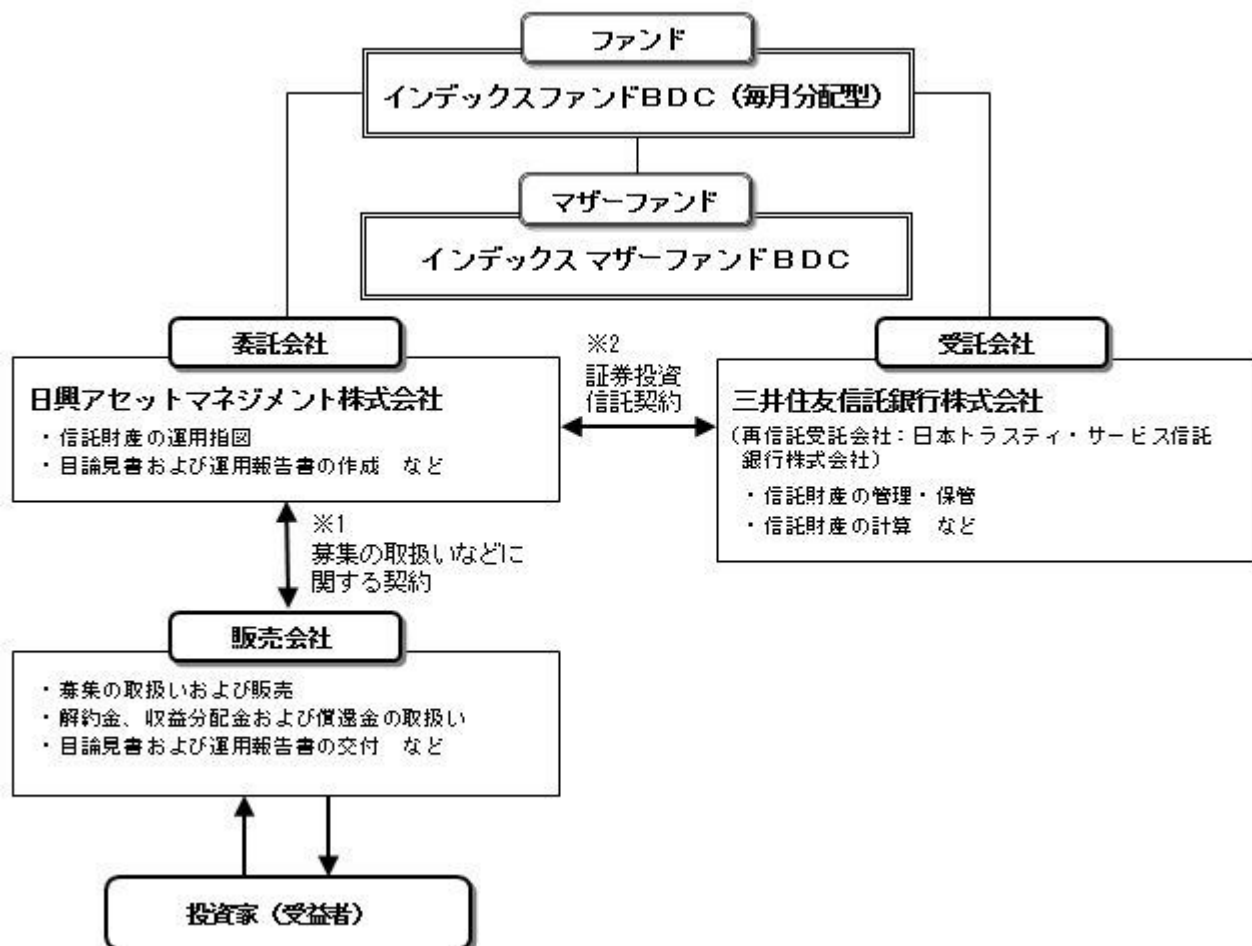 ファンド
インデックスファンドBDC（毎月分配型）
マザーファンド
インデックス マザーファンドBDC
委託会社
日興アセットマネジメント株式会社
・信託財産の運用指図
・目論見書および運用報告書の作成　など
※2
証券投資
信託契約
受託会社
三井住友信託銀行株式会社
（再信託受託会社：日本トラスティ・サービス信託
銀行株式会社）
・信託財産の管理・保管
・信託財産の計算　など
※1
募集の取扱いなどに
関する契約
販売会社
・募集の取扱いおよび販売
・解約金、収益分配金および償還金の取扱い
・目論見書および運用報告書の交付　など
投資家（受益者）